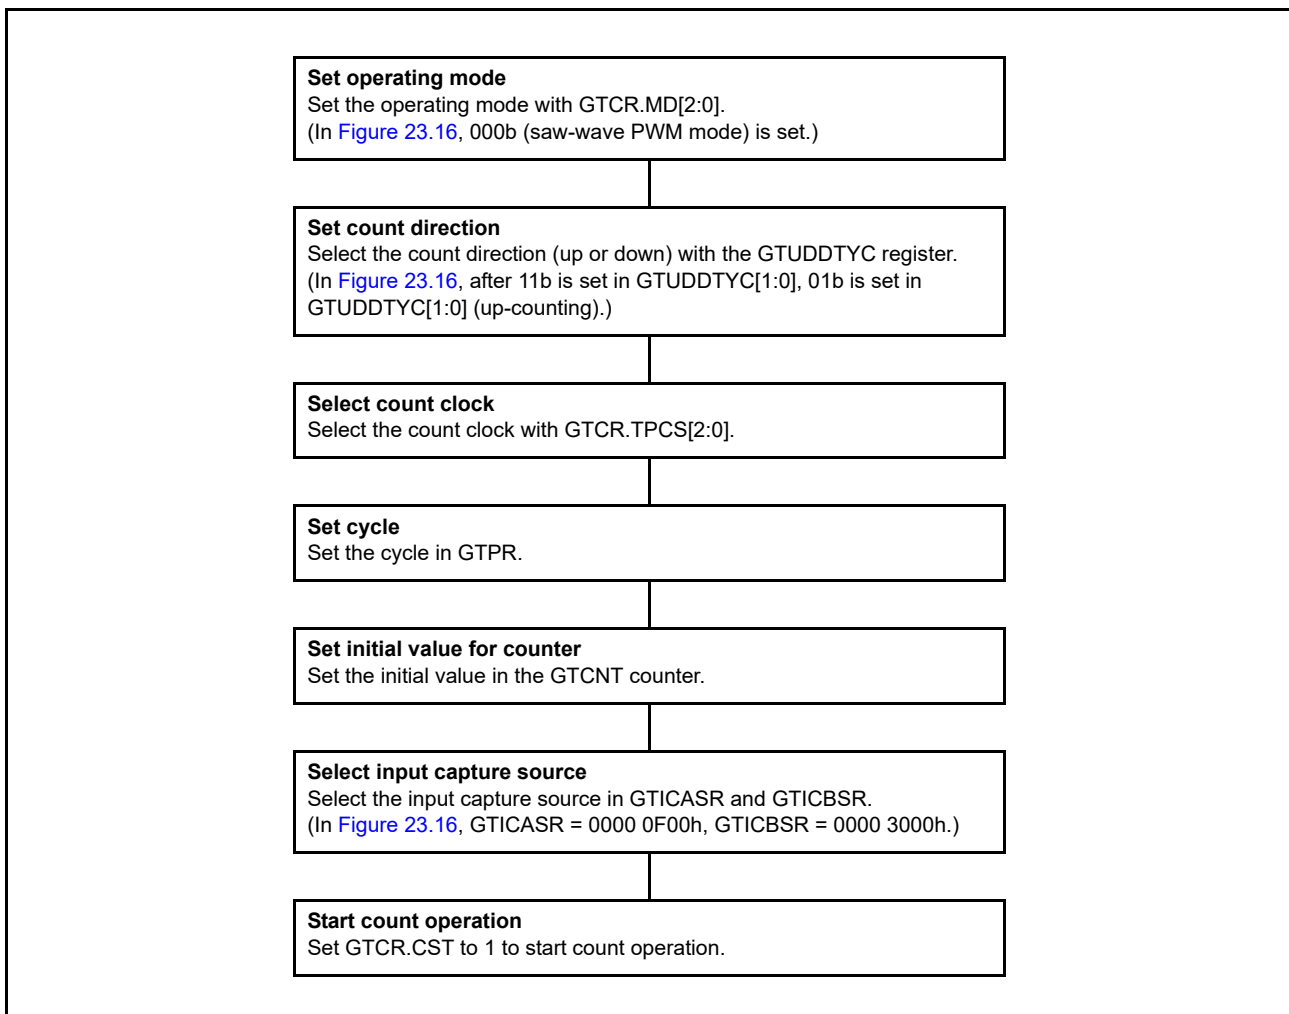 Set operating mode
Set the operating mode with GTCR.MD[2:0].
(In Figure 23.16, 000b (saw-wave PWM mode) is set.)
Set count direction
Select the count direction (up or down) with the GTUDDTYC register.
(In Figure 23.16, after 11b is set in GTUDDTYC[1:0], 01b is set in
GTUDDTYC[1:0] (up-counting).)
Select count clock
Select the count clock with GTCR.TPCS[2:0].
Set cycle
Set the cycle in GTPR.
Set initial value for counter
Set the initial value in the GTCNT counter.
Select input capture source
Select the input capture source in GTICASR and GTICBSR.
(In Figure 23.16, GTICASR = 0000 0F00h, GTICBSR = 0000 3000h.)
Start count operation
Set GTCR.CST to 1 to start count operation.